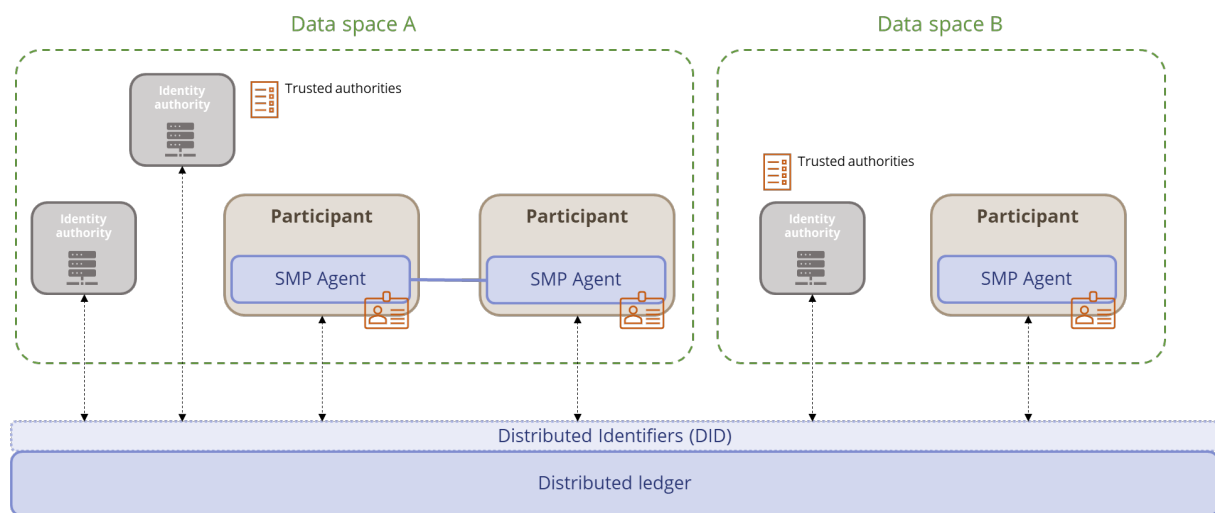 Data space A
Data space B
Identity
authority
Trusted authorities
Trusted authorities
Identity
authority
Participant
SMP Agent
Participant
SMP Agent
Identity
authority
Participant
SMP Agent
Distributed Identifiers (DID)
Distributed ledger